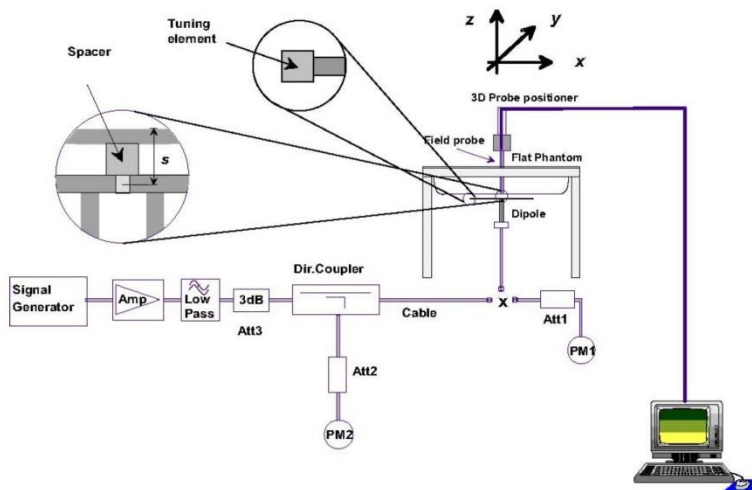 Tuning
element
Spacer
s
z
y
x
3D Probe positioner
Field probe
Flat Phantom
Dipole
Dir.Coupler
Signal
Generator
Amp
Low
Pass
3dB
Att3
Cable
x
Att1
PM1
Att2
PM2